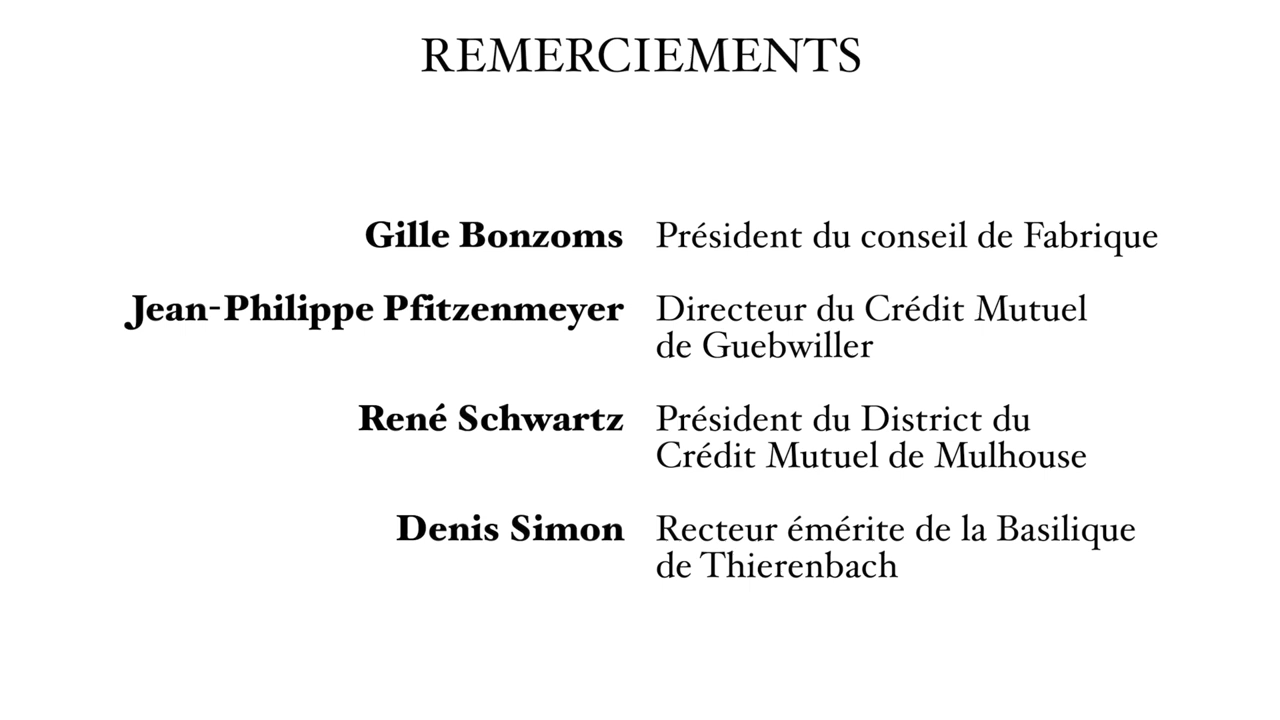 REMERCIEMENTS
Gille Bonzoms Président du conseil de Fabrique
Jean-Philippe Pfitzenmeyer Directeur du Crédit Mutuel
de Guebwiller
René Schwartz Président du District du
Crédit Mutuel de Mulhouse
Denis Simon Recteur émérite de la Basilique
de Thierenbach